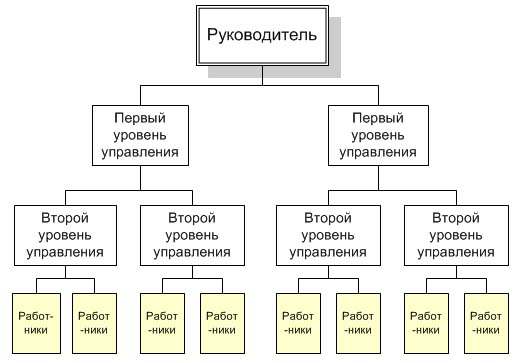 Руководитель
Первый
уровень
управления
Первый
уровень
управления
Второй
уровень
управления
Второй
уровень
управления
Второй
уровень
управления
Второй
уровень
управления
Работ-
ники
Работ
-ники
Работ
-ники
Работ
-ники
Работ
-ники
Работ
-ники
Работ
-ники
Работ
-ники